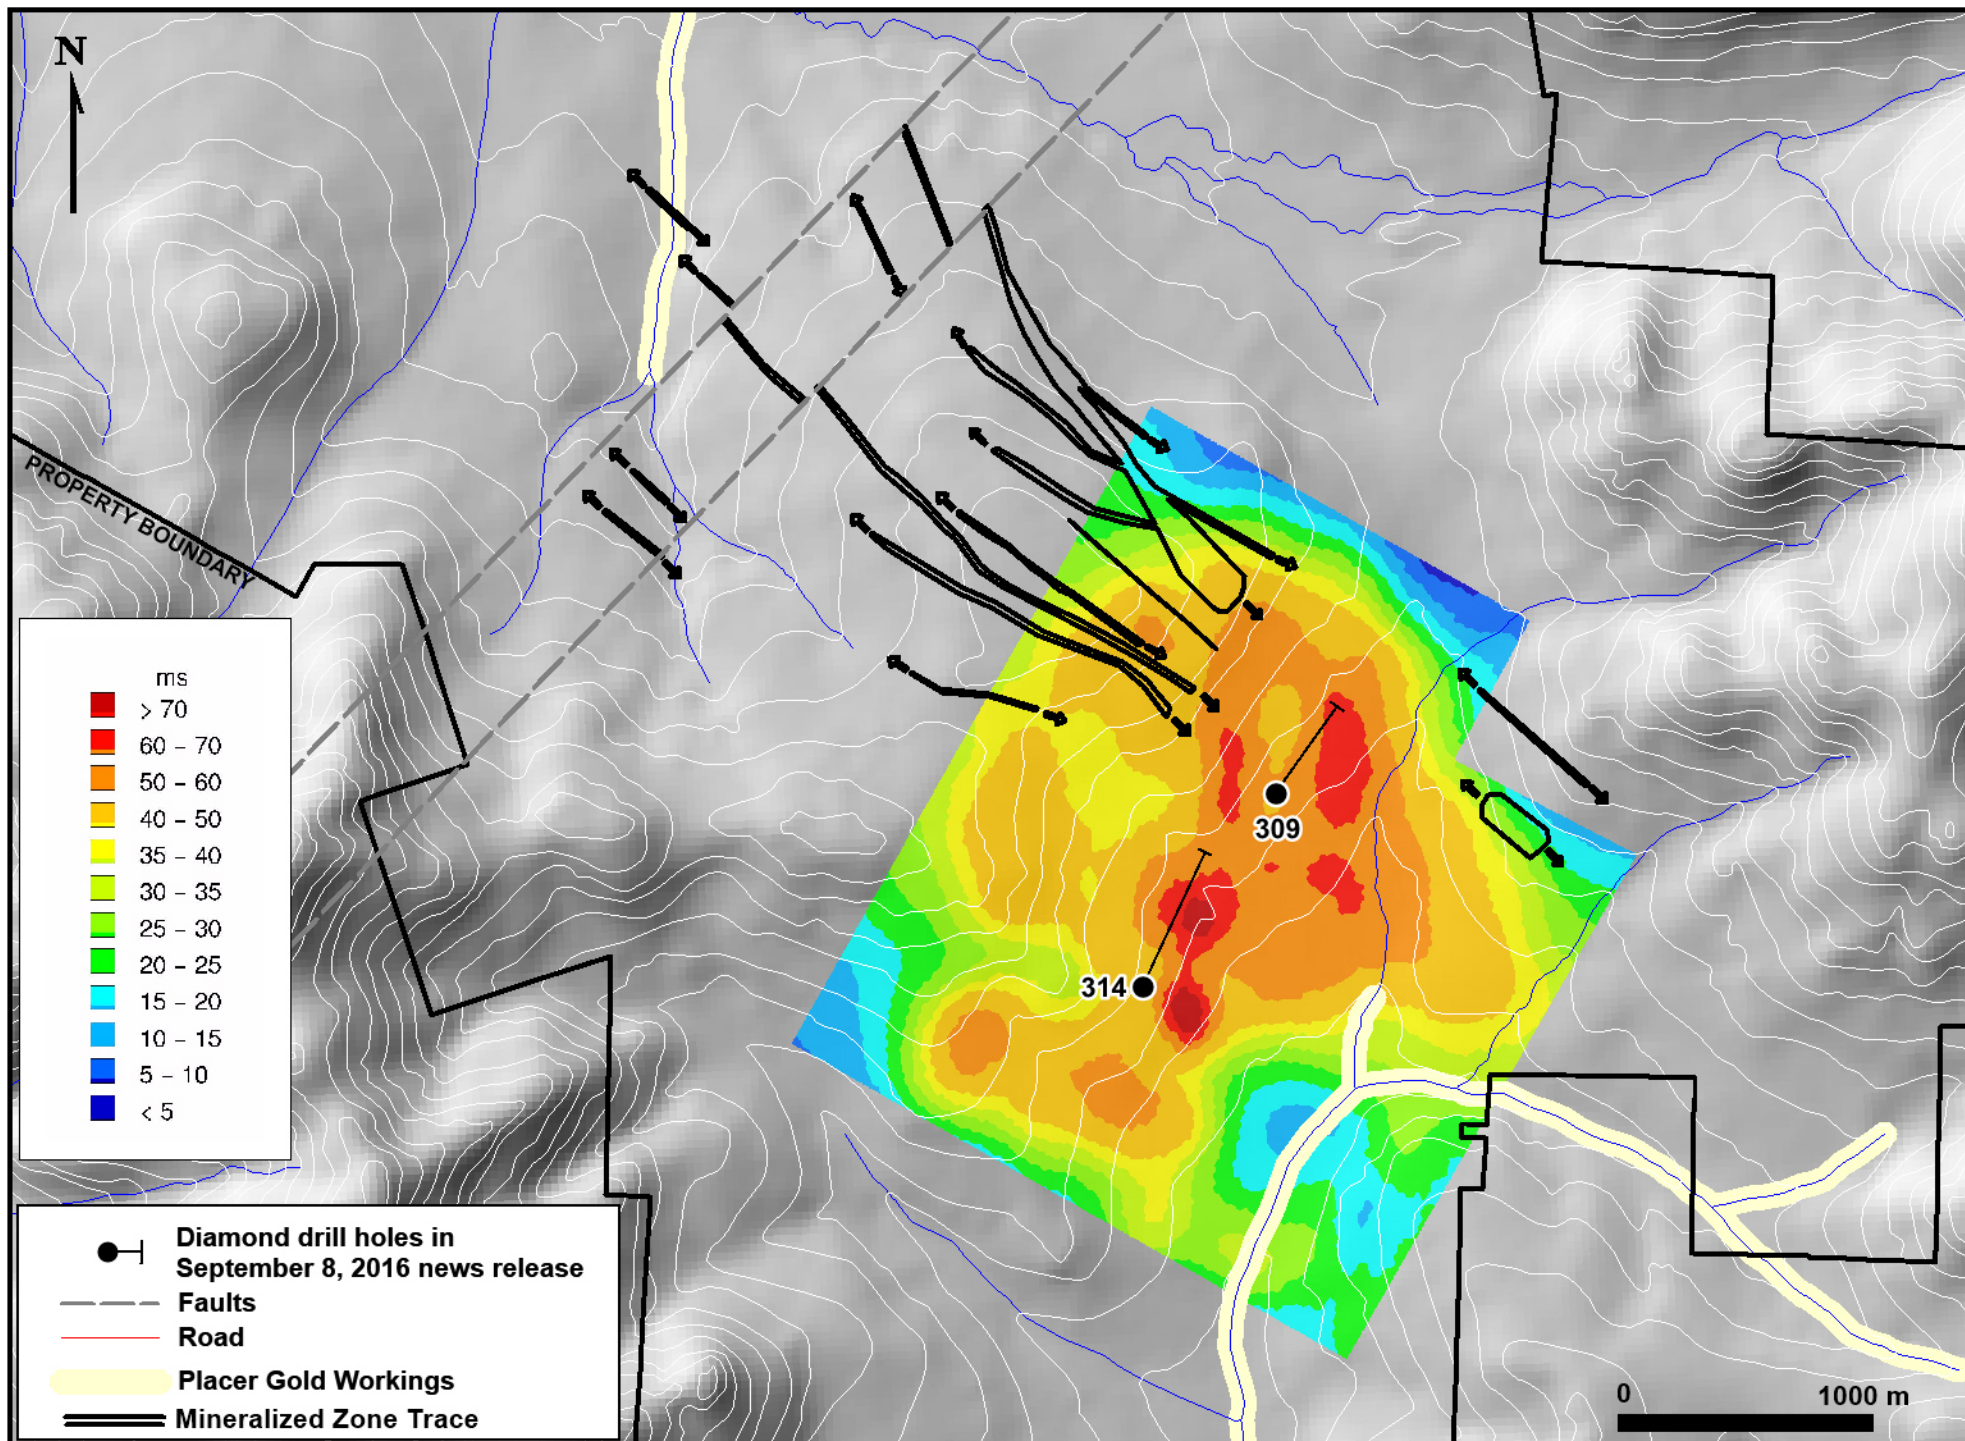 N
PROPERTY BOUNDARY
ms
> 70
60 – 70
50 – 60
40 – 50
35 – 40
30 – 35
25 – 30
20 – 25
15 – 20
10 – 15
5 – 10
< 5
309
314
Diamond drill holes in
September 8, 2016 news release
Faults
Road
Placer Gold Workings
Mineralized Zone Trace
0 1000 m